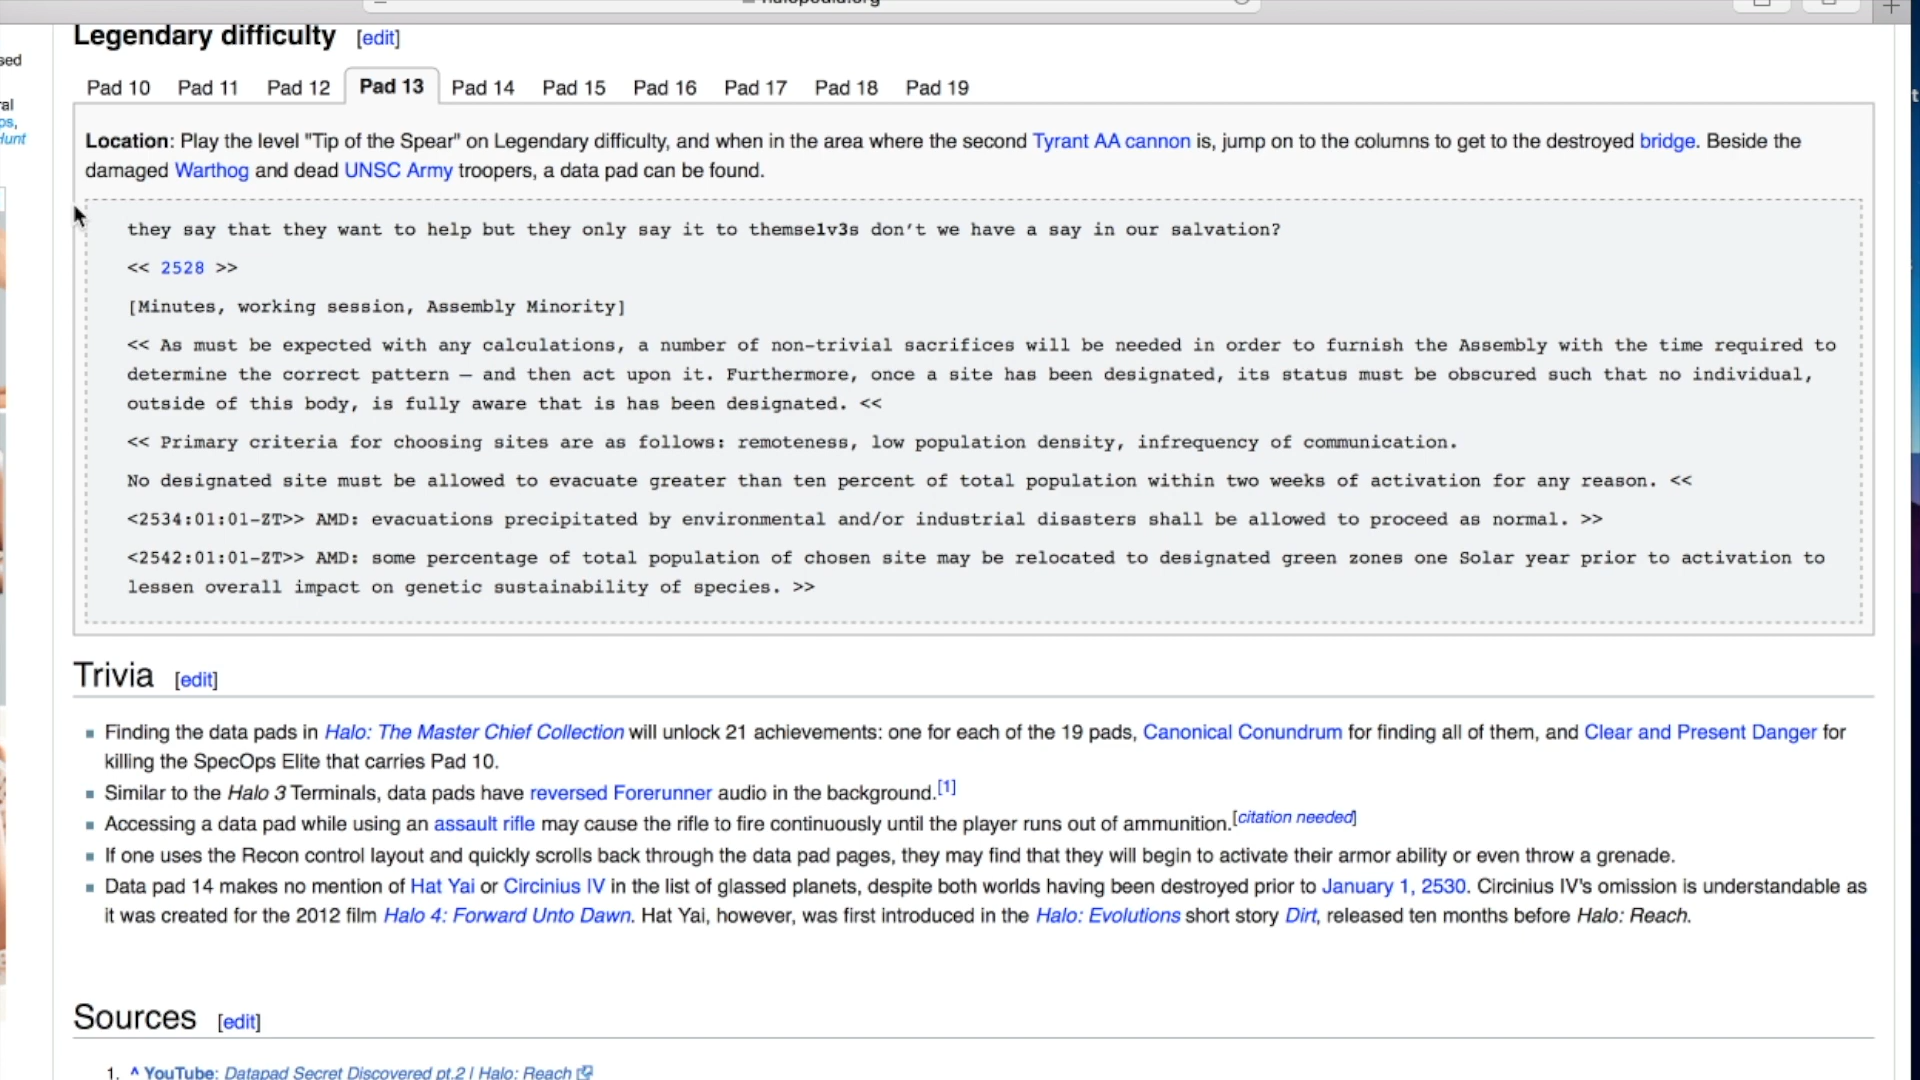 Legendary difficulty [edit]
sed
Pad 10 Pad 11 Pad 12 Pad 13 Pad 14 Pad 15 Pad 16 Pad 17 Pad 18 Pad 19
ral
ps,
Hunt
Location: Play the level "Tip of the Spear" on Legendary difficulty, and when in the area where the second Tyrant AA cannon is, jump on to the columns to get to the destroyed bridge. Beside the
damaged Warthog and dead UNSC Army troopers, a data pad can be found.
they say that they want to help but they only say it to themse1v3s don't we have a say in our salvation?
<< 2528 >>
[Minutes, working session, Assembly Minority]
<< As must be expected with any calculations, a number of non-trivial sacrifices will be needed in order to furnish the Assembly with the time required to
determine the correct pattern — and then act upon it. Furthermore, once a site has been designated, its status must be obscured such that no individual,
outside of this body, is fully aware that is has been designated. <<
<< Primary criteria for choosing sites are as follows: remoteness, low population density, infrequency of communication.
No designated site must be allowed to evacuate greater than ten percent of total population within two weeks of activation for any reason. <<
<2534:01:01-ZT>> AMD: evacuations precipitated by environmental and/or industrial disasters shall be allowed to proceed as normal. >>
<2542:01:01-ZT>> AMD: some percentage of total population of chosen site may be relocated to designated green zones one Solar year prior to activation to
lessen overall impact on genetic sustainability of species. >>
Trivia [edit]
Finding the data pads in Halo: The Master Chief Collection will unlock 21 achievements: one for each of the 19 pads, Canonical Conundrum for finding all of them, and Clear and Present Danger for
killing the SpecOps Elite that carries Pad 10.
Similar to the Halo 3 Terminals, data pads have reversed Forerunner audio in the background.[1]
Accessing a data pad while using an assault rifle may cause the rifle to fire continuously until the player runs out of ammunition.[citation needed]
If one uses the Recon control layout and quickly scrolls back through the data pad pages, they may find that they will begin to activate their armor ability or even throw a grenade.
Data pad 14 makes no mention of Hat Yai or Circinius IV in the list of glassed planets, despite both worlds having been destroyed prior to January 1, 2530. Circinius IV's omission is understandable as
it was created for the 2012 film Halo 4: Forward Unto Dawn. Hat Yai, however, was first introduced in the Halo: Evolutions short story Dirt, released ten months before Halo: Reach.
Sources [edit]
1. ^ YouTube: Datapad Secret Discovered pt.2 | Halo: Reach